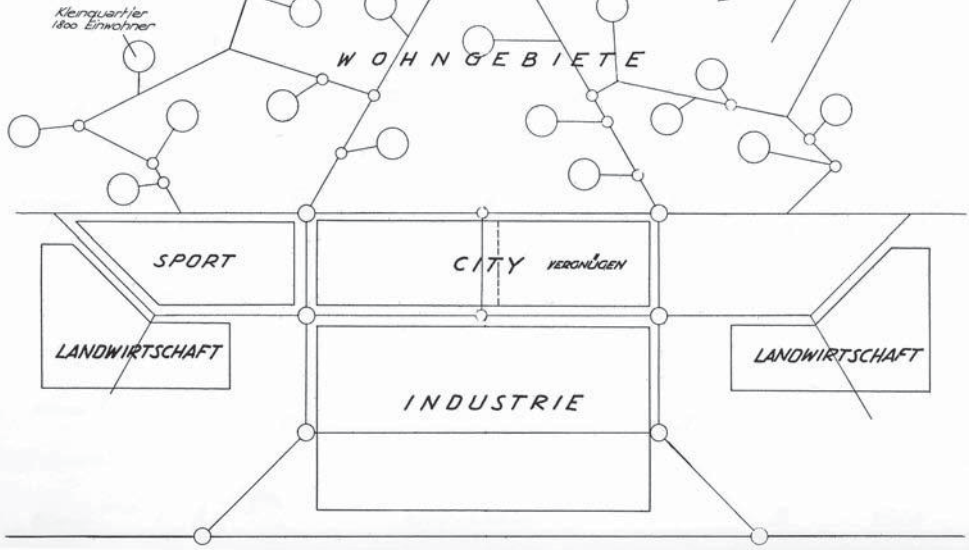 Kleinquartier
1800 Einwohner
WOHNGEBIETE
SPORT
CITY
VERGNÜGEN
LANDWIRTSCHAFT
LANDWIRTSCHAFT
INDUSTRIE